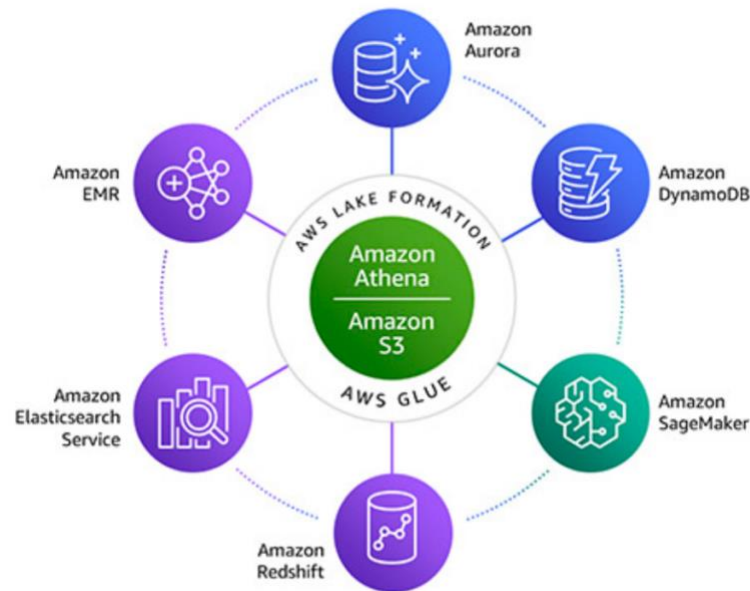 Amazon
Aurora
Amazon
EMR
Amazon
DynamoDB
AWS LAKE FORMATION
Amazon
Athena
Amazon
S3
AWS GLUE
Amazon
Elasticsearch
Service
Amazon
SageMaker
Amazon
Redshift